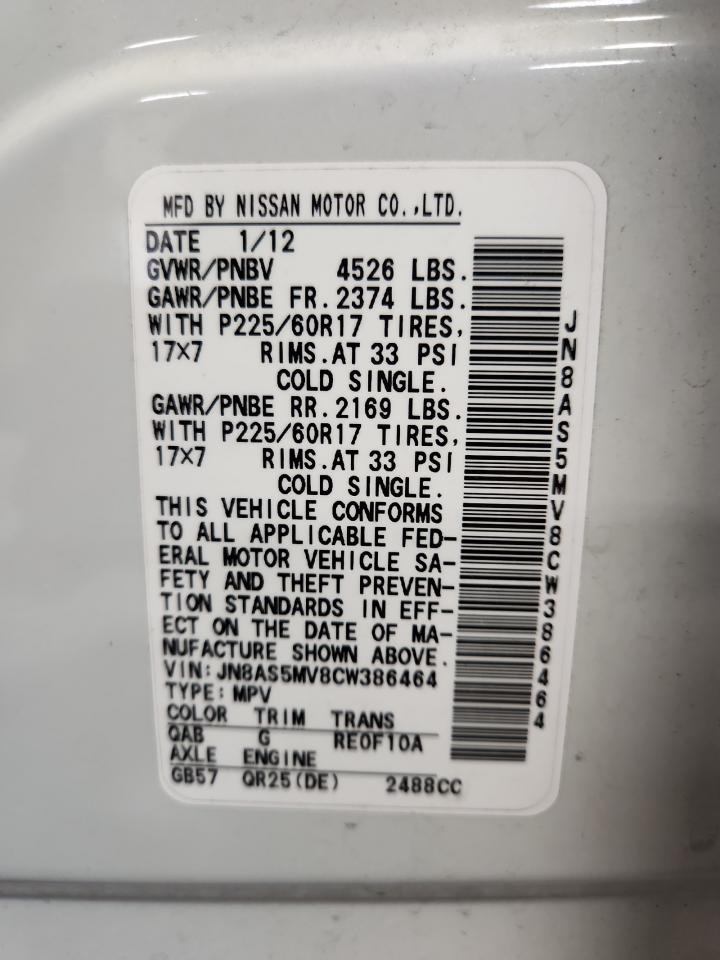 MFD BY NISSAN MOTOR CO.,LTD.
DATE 1/12
GVWR/PNBV 4526 LBS.
GAWR/PNBE FR.2374 LBS.
WITH P225/60R17 TIRES,
17×7 RIMS.AT 33 PSI
COLD SINGLE.
GAWR/PNBE RR.2169 LBS.
WITH P225/60R17 TIRES,
17×7 RIMS.AT 33 PSI
COLD SINGLE.
THIS VEHICLE CONFORMS
TO ALL APPLICABLE FED-
ERAL MOTOR VEHICLE SA-
FETY AND THEFT PREVEN-
TION STANDARDS IN EFF-
ECT ON THE DATE OF MA-
NUFACTURE SHOWN ABOVE.
VIN:JN8AS5MV8CW386464
TYPE:MPV
COLOR TRIM TRANS
QAB G RE0F10A
AXLE ENGINE
GB57 QR25(DE) 2488CC
JN8AS5MV8CW386464